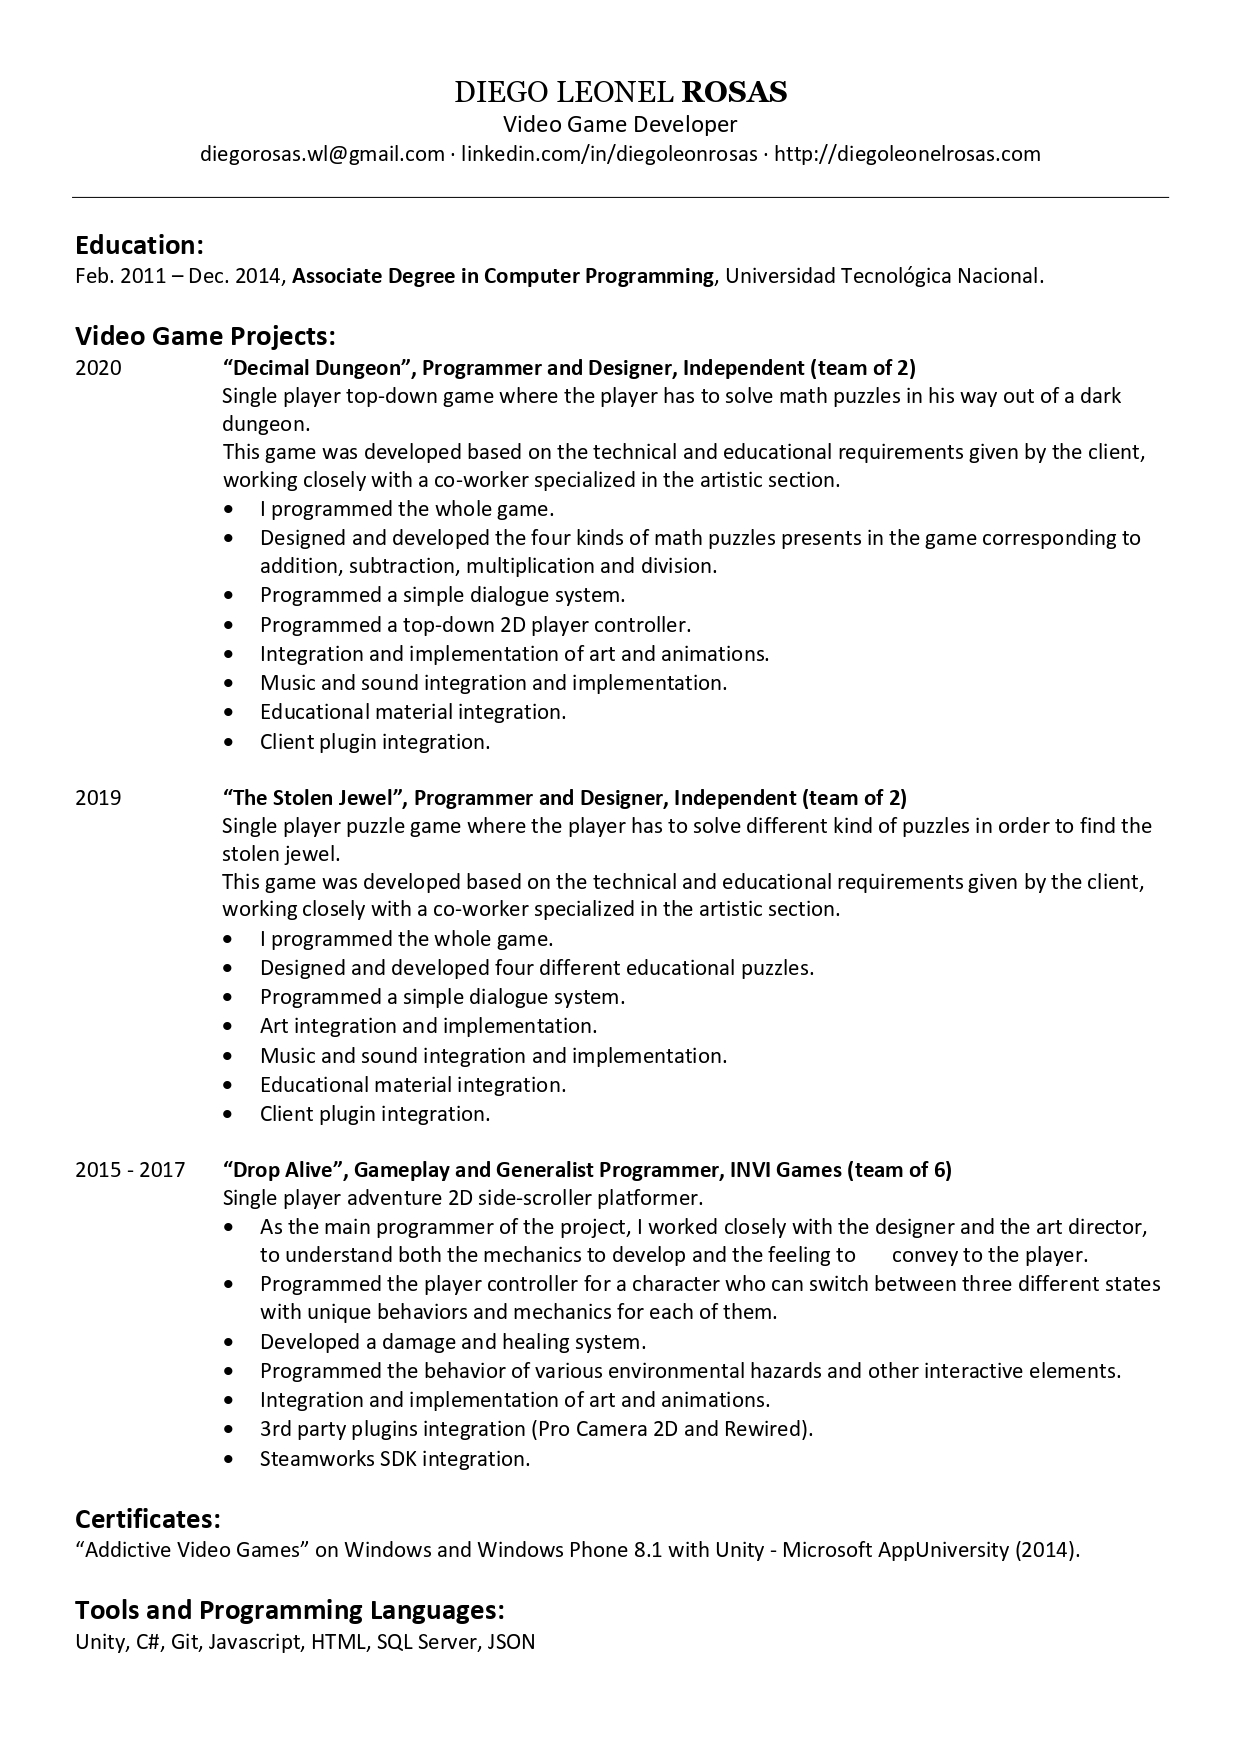 DIEGO LEONEL ROSAS
Video Game Developer
diegorosas.wl@gmail.com · linkedin.com/in/diegoleonrosas · http://diegoleonelrosas.com
Education:
Feb. 2011 – Dec. 2014, Associate Degree in Computer Programming, Universidad Tecnológica Nacional.
Video Game Projects:
2020 “Decimal Dungeon”, Programmer and Designer, Independent (team of 2)
Single player top-down game where the player has to solve math puzzles in his way out of a dark
dungeon.
This game was developed based on the technical and educational requirements given by the client,
working closely with a co-worker specialized in the artistic section.
• I programmed the whole game.
• Designed and developed the four kinds of math puzzles presents in the game corresponding to
addition, subtraction, multiplication and division.
• Programmed a simple dialogue system.
• Programmed a top-down 2D player controller.
• Integration and implementation of art and animations.
• Music and sound integration and implementation.
• Educational material integration.
• Client plugin integration.
2019 “The Stolen Jewel”, Programmer and Designer, Independent (team of 2)
Single player puzzle game where the player has to solve different kind of puzzles in order to find the
stolen jewel.
This game was developed based on the technical and educational requirements given by the client,
working closely with a co-worker specialized in the artistic section.
• I programmed the whole game.
• Designed and developed four different educational puzzles.
• Programmed a simple dialogue system.
• Art integration and implementation.
• Music and sound integration and implementation.
• Educational material integration.
• Client plugin integration.
2015 - 2017 “Drop Alive”, Gameplay and Generalist Programmer, INVI Games (team of 6)
Single player adventure 2D side-scroller platformer.
• As the main programmer of the project, I worked closely with the designer and the art director,
to understand both the mechanics to develop and the feeling to convey to the player.
• Programmed the player controller for a character who can switch between three different states
with unique behaviors and mechanics for each of them.
• Developed a damage and healing system.
• Programmed the behavior of various environmental hazards and other interactive elements.
• Integration and implementation of art and animations.
• 3rd party plugins integration (Pro Camera 2D and Rewired).
• Steamworks SDK integration.
Certificates:
“Addictive Video Games” on Windows and Windows Phone 8.1 with Unity - Microsoft AppUniversity (2014).
Tools and Programming Languages:
Unity, C#, Git, Javascript, HTML, SQL Server, JSON